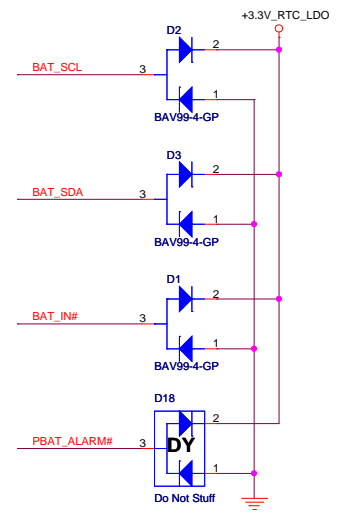 +3.3V_RTC_LDO
D2
2
BAT_SCL
3
1
BAV99-4-GP
D3
2
BAT_SDA
3
1
BAV99-4-GP
D1
2
BAT_IN#
3
1
BAV99-4-GP
D18
2
PBAT_ALARM#
3
DY
1
Do Not Stuff